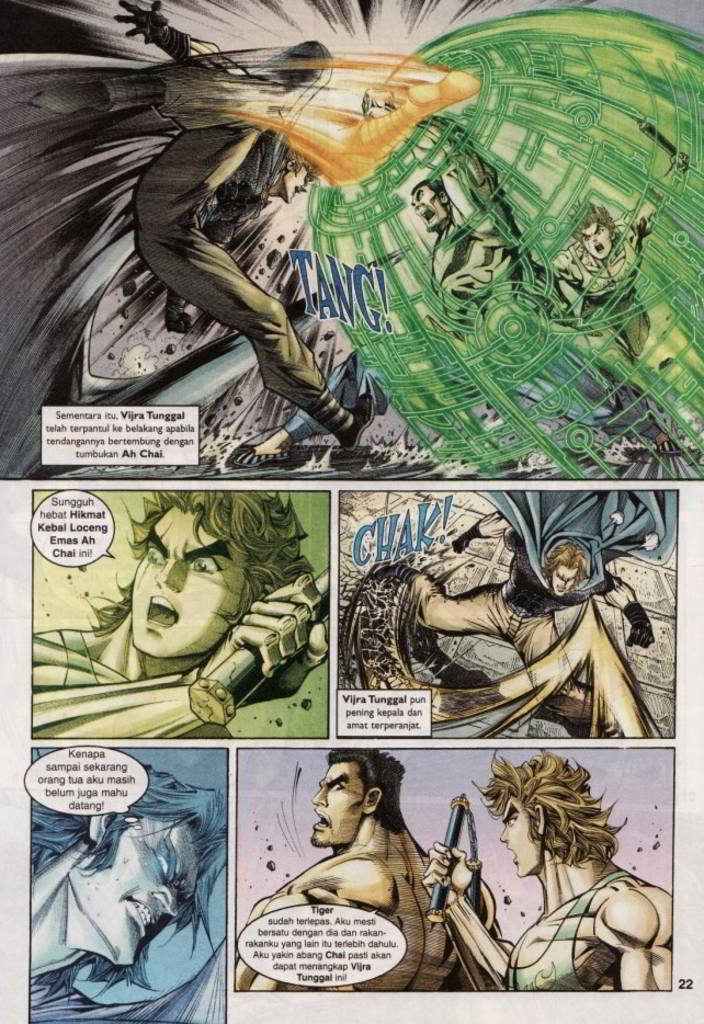 TANG!
Sementara itu, Vijra Tunggal
telah terpantul ke belakang apabila
tendangannya bertembung dengan
tumbukan Ah Chai.
Sungguh
hebat Hikmat
Kebal Loceng
Emas Ah
Chai ini!
CHAK!
Vijra Tunggal pun
pening kepala dan
amat terperanjat.
Kenapa
sampai sekarang
orang tua aku masih
belum juga mahu
datang!
Tiger
sudah terlepas. Aku mesti
bersatu dengan dia dan rakan-
rakanku yang lain itu terlebih dahulu.
Aku yakin abang Chai pasti akan
dapat menangkap Vijra
Tunggal ini!
22